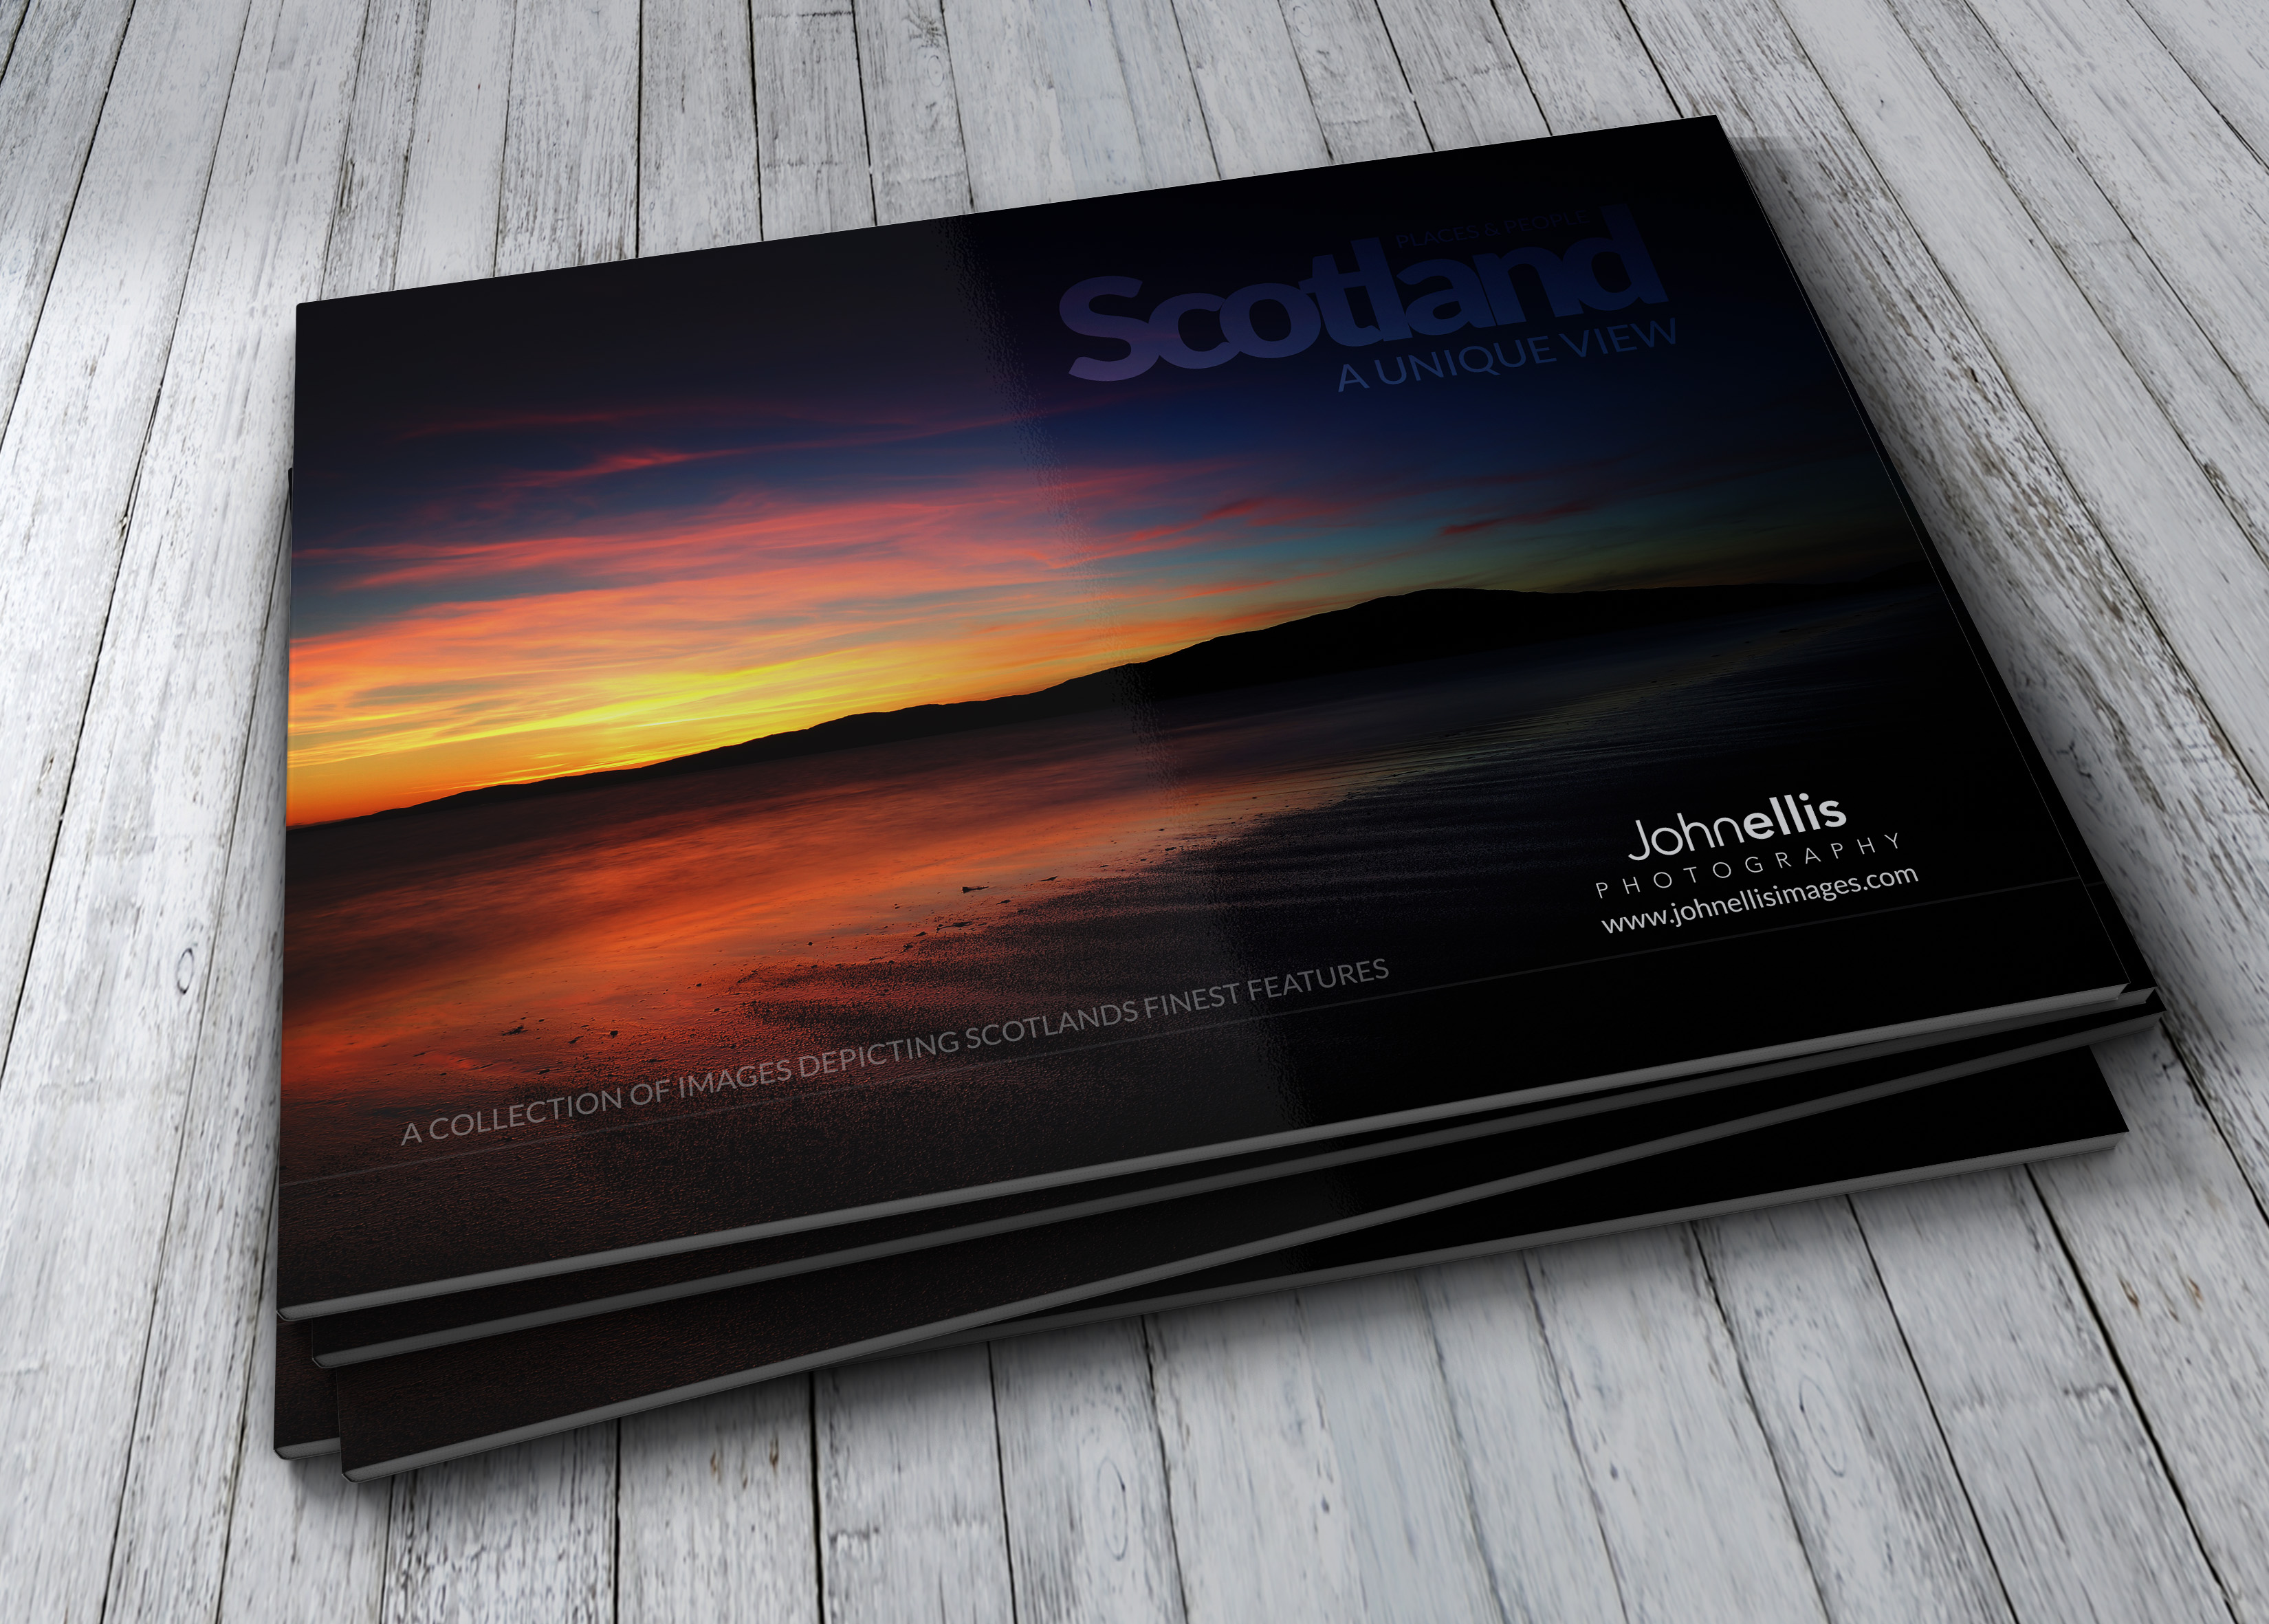 PLACES & PEOPLE
Scotland
A UNIQUE VIEW
Johnellis
PHOTOGRAPHY
www.johnellisimages.com
A COLLECTION OF IMAGES DEPICTING SCOTLANDS FINEST FEATURES